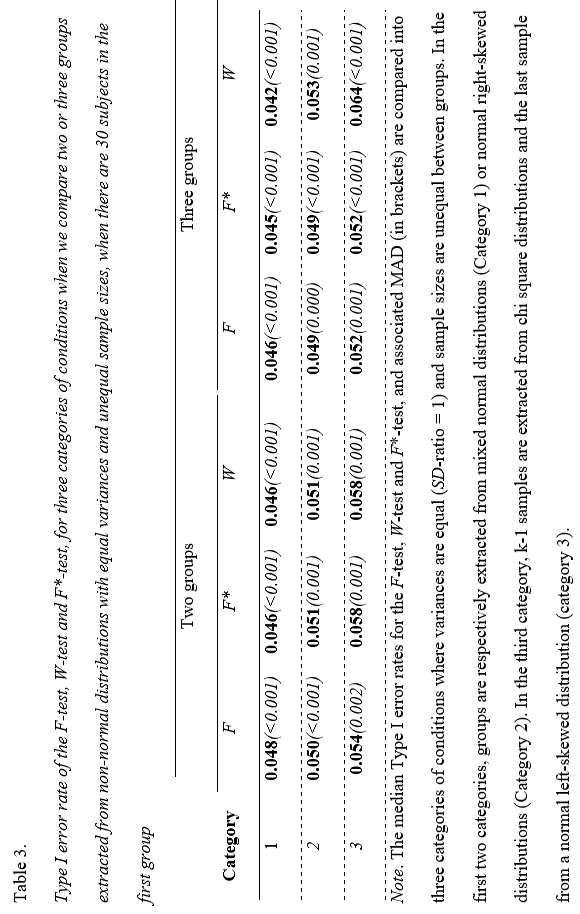 Table 3.
Type I error rate of the F-test, W-test and F*-test, for three categories of conditions when we compare two or three groups
extracted from non-normal distributions with equal variances and unequal sample sizes, when there are 30 subjects in the
first group
Two groups Three groups
Category F F* W F F* W
1 0.048(<0.001) 0.046(<0.001) 0.046(<0.001) 0.046(<0.001) 0.045(<0.001) 0.042(<0.001)
2 0.050(<0.001) 0.051(0.001) 0.051(0.001) 0.049(0.000) 0.049(<0.001) 0.053(0.001)
3 0.054(0.002) 0.058(0.001) 0.058(0.001) 0.052(0.001) 0.052(<0.001) 0.064(<0.001)
Note. The median Type I error rates for the F-test, W-test and F*-test, and associated MAD (in brackets) are compared into
three categories of conditions where variances are equal (SD-ratio = 1) and sample sizes are unequal between groups. In the
first two categories, groups are respectively extracted from mixed normal distributions (Category 1) or normal right-skewed
distributions (Category 2). In the third category, k-1 samples are extracted from chi square distributions and the last sample
from a normal left-skewed distribution (category 3).